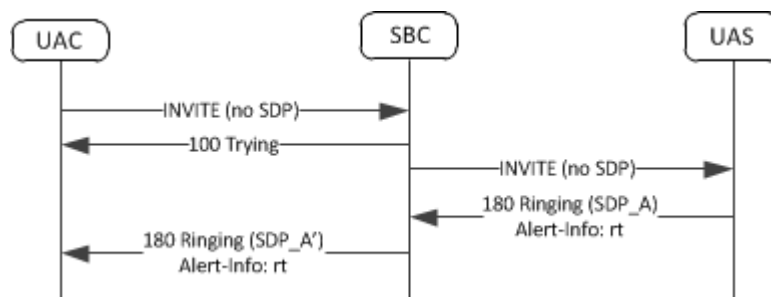 UAC
SBC
UAS
INVITE (no SDP)
100 Trying
INVITE (no SDP)
180 Ringing (SDP_A)
Alert-Info: rt
180 Ringing (SDP_A’)
Alert-Info: rt